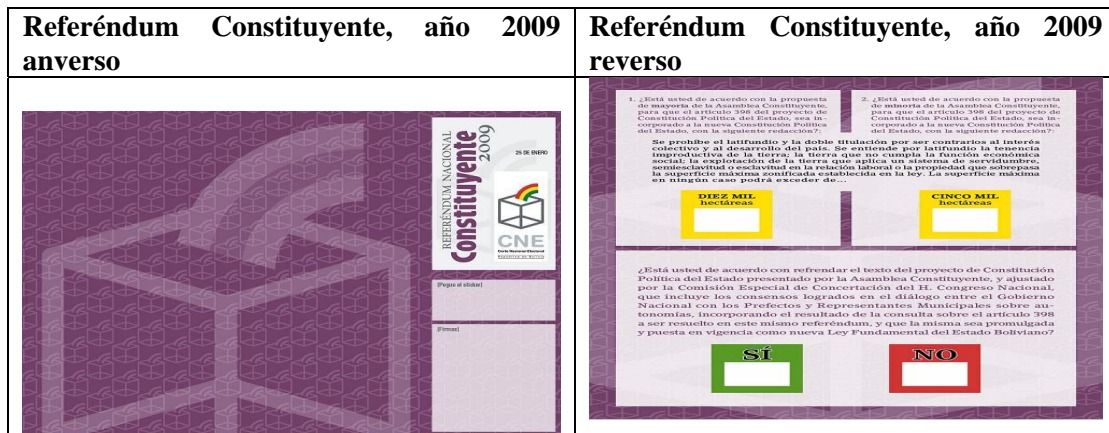 Referéndum Constituyente, año 2009
anverso
Referéndum Constituyente, año 2009
reverso
REFERÉNDUM NACIONAL
Constituyente
2009
25 DE ENERO
CNE
Corte Nacional Electoral
República de Bolivia
(Pegue el sticker)
(Firmas)
1. ¿Está usted de acuerdo con la propuesta
de mayoría de la Asamblea Constituyente,
para que el artículo 398 del proyecto de
Constitución Política del Estado, sea in-
corporado a la nueva Constitución Política
del Estado, con la siguiente redacción?:
2. ¿Está usted de acuerdo con la propuesta
de minoría de la Asamblea Constituyente,
para que el artículo 398 del proyecto de
Constitución Política del Estado, sea in-
corporado a la nueva Constitución Política
del Estado, con la siguiente redacción?:
Se prohíbe el latifundio y la doble titulación por ser contrarios al interés
colectivo y al desarrollo del país. Se entiende por latifundio la tenencia
improductiva de la tierra; la tierra que no cumpla la función económica
social; la explotación de la tierra que aplica un sistema de servidumbre,
semiesclavitud o esclavitud en la relación laboral o la propiedad que sobrepasa
la superficie máxima zonificada establecida en la ley. La superficie máxima
en ningún caso podrá exceder de...
DIEZ MIL
hectáreas
CINCO MIL
hectáreas
¿Está usted de acuerdo con refrendar el texto del proyecto de Constitución
Política del Estado presentado por la Asamblea Constituyente, y ajustado
por la Comisión Especial de Concertación del H. Congreso Nacional,
que incluye los consensos logrados en el diálogo entre el Gobierno
Nacional con los Prefectos y Representantes Municipales sobre au-
tonomías, incorporando el resultado de la consulta sobre el artículo 398
a ser resuelto en este mismo referéndum, y que la misma sea promulgada
y puesta en vigencia como nueva Ley Fundamental del Estado Boliviano?
SÍ
NO